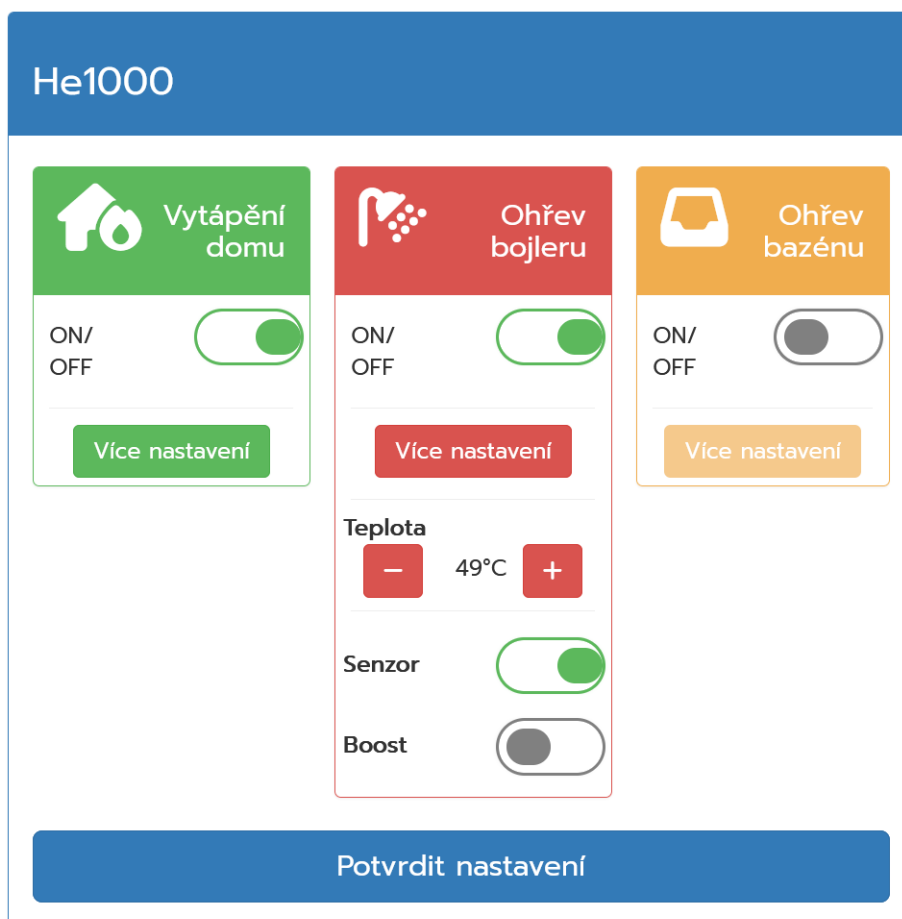 He1000
Vytápění
domu
ON/
OFF
Více nastavení
Ohřev
bojleru
ON/
OFF
Více nastavení
Teplota
− 49°C +
Senzor
Boost
Ohřev
bazénu
ON/
OFF
Více nastavení
Potvrdit nastavení